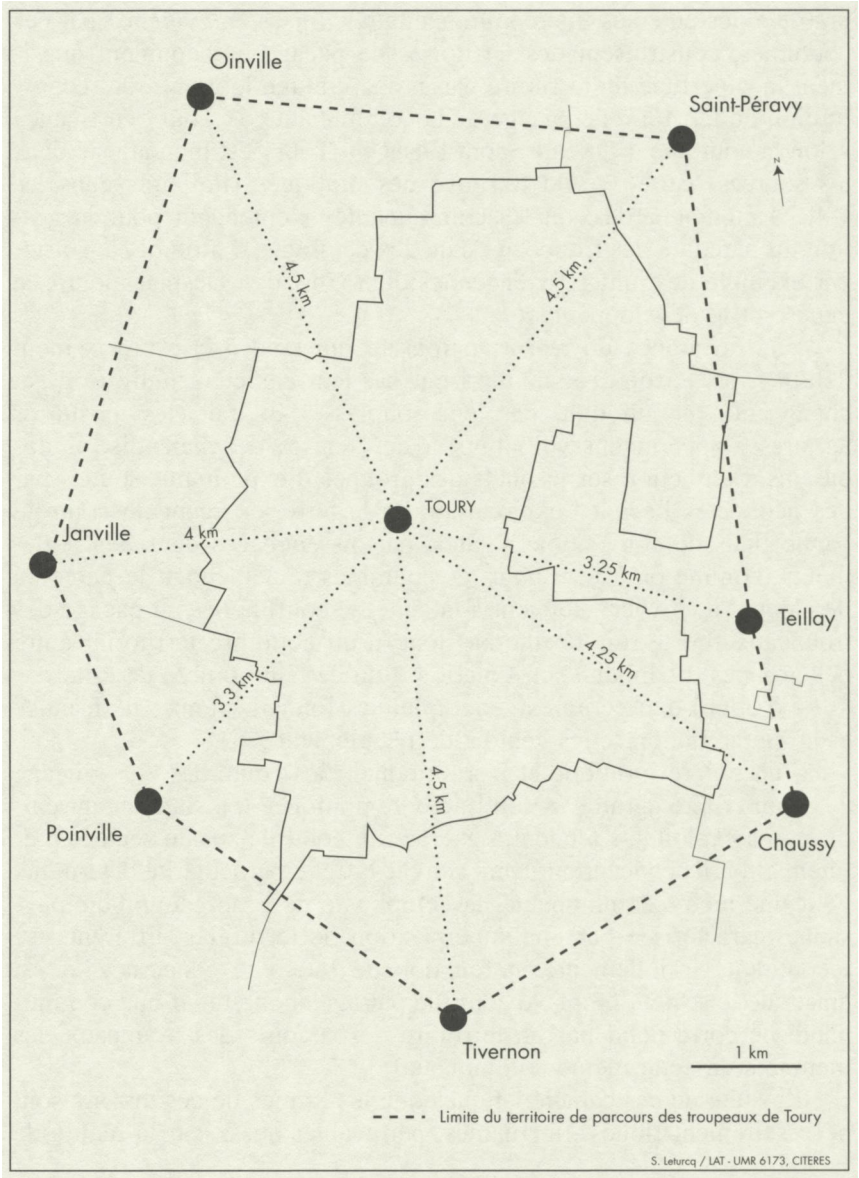 Oinville
Saint-Péravy
N
4.5 km
4.5 km
TOURY
Janville
4 km
3.25 km
Teillay
4.25 km
3.3 km
4.5 km
Poinville
Chaussy
Tivernon
1 km
Limite du territoire de parcours des troupeaux de Toury
S. Leturcq / LAT - UMR 6173, CITERES